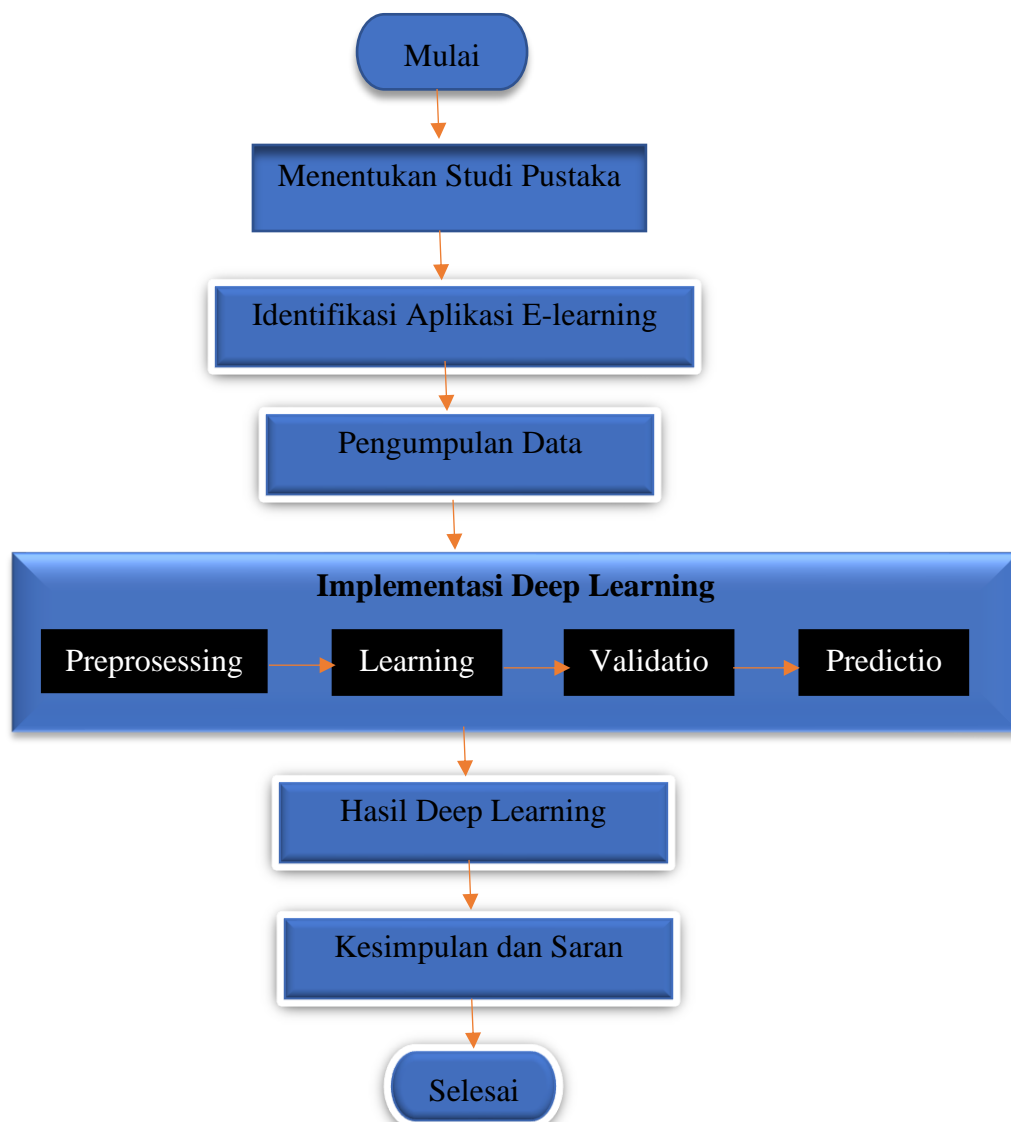 Mulai
Menentukan Studi Pustaka
Identifikasi Aplikasi E-learning
Pengumpulan Data
Implementasi Deep Learning
Preprosessing
Learning
Validatio
Predictio
Hasil Deep Learning
Kesimpulan dan Saran
Selesai